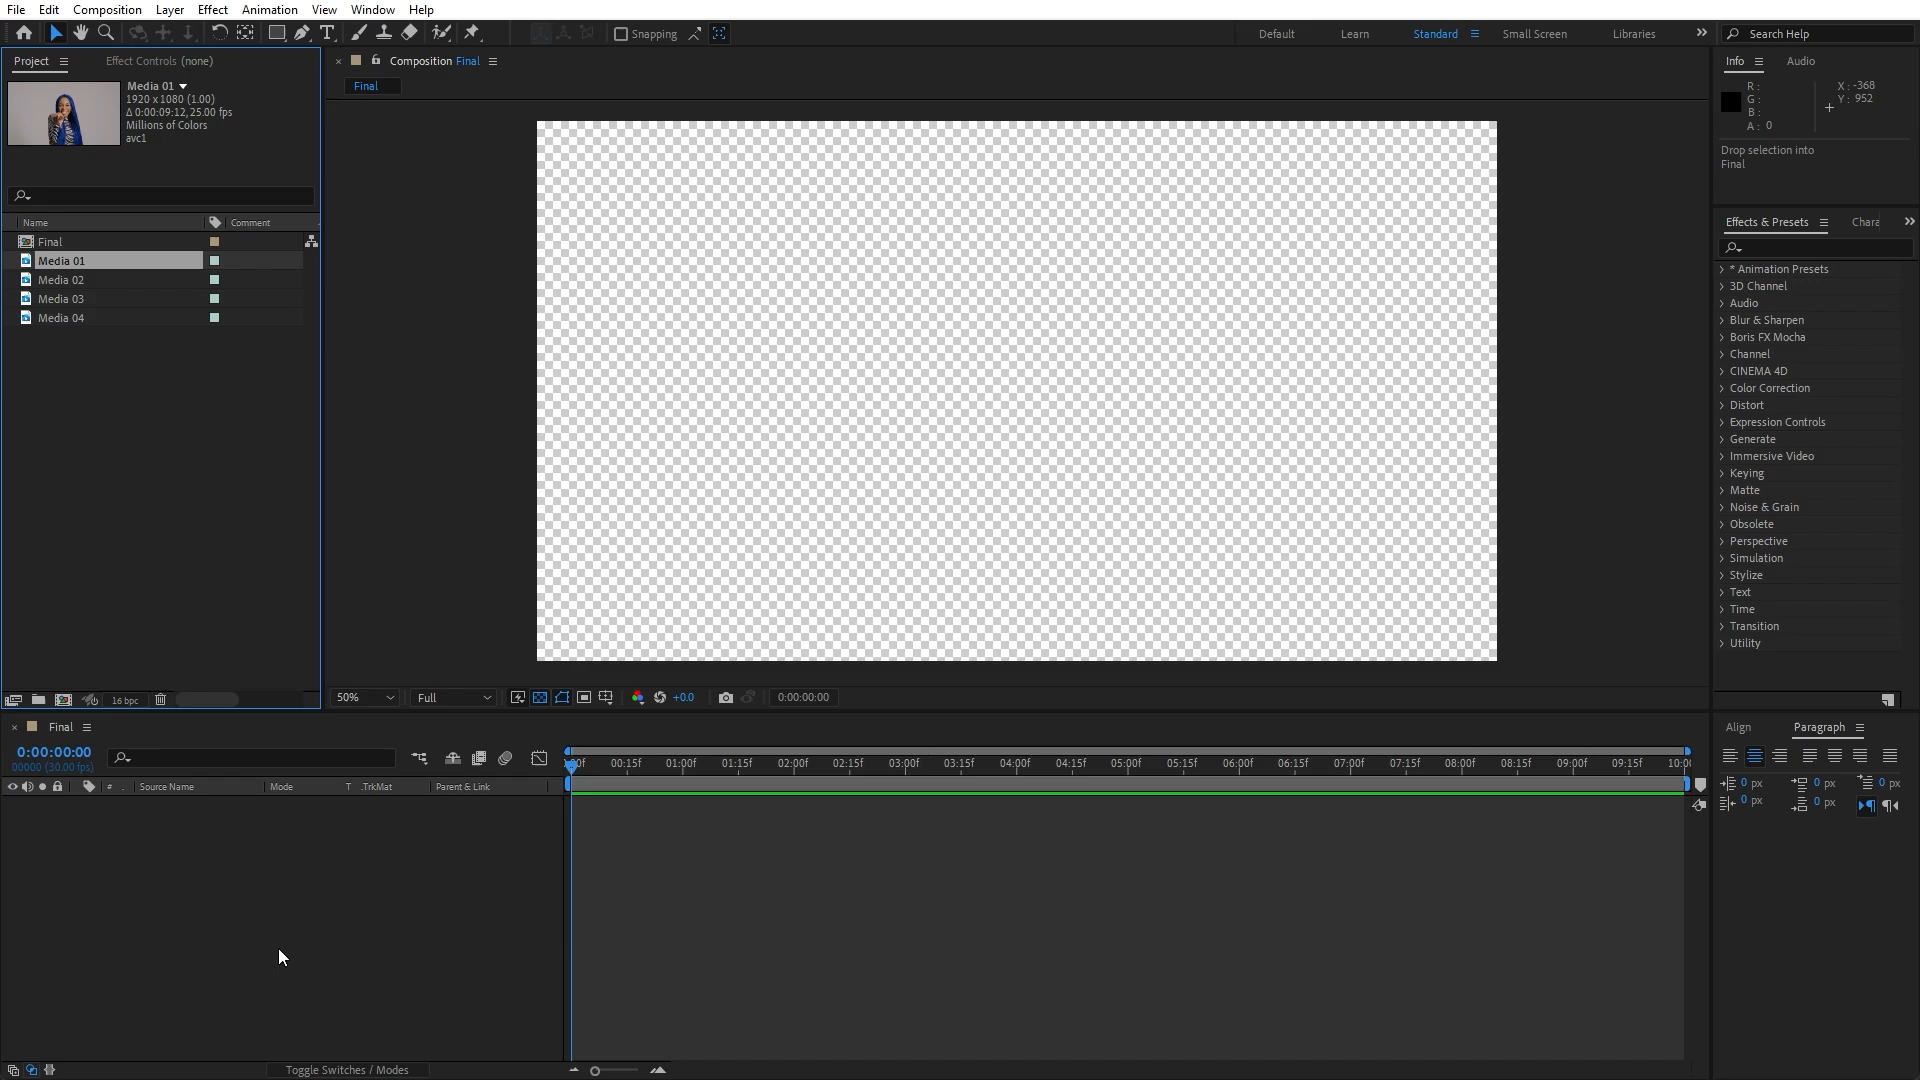 File Edit Composition Layer Effect Animation View Window Help
Snapping Default Learn Standard Small Screen Libraries Search Help
Project Effect Controls (none)
Media 01
1920 x 1080 (1.00)
Δ 0:00:09:12, 25.00 fps
Millions of Colors
avc1
Name Comment
Final
Media 01
Media 02
Media 03
Media 04
16 bpc
Composition Final
Final
50% Full +0.0 0:00:00:00
Info Audio
R :
G :
B :
A : 0
X : -368
Y : 952
Drop selection into
Final
Effects & Presets
* Animation Presets
3D Channel
Audio
Blur & Sharpen
Boris FX Mocha
Channel
CINEMA 4D
Color Correction
Distort
Expression Controls
Generate
Immersive Video
Keying
Matte
Noise & Grain
Obsolete
Perspective
Simulation
Stylize
Text
Time
Transition
Utility
Final
0:00:00:00
00000 (30.00 fps)
# . Source Name Mode T .TrkMat Parent & Link
00:15f 01:00f 01:15f 02:00f 02:15f 03:00f 03:15f 04:00f 04:15f 05:00f 05:15f 06:00f 06:15f 07:00f 07:15f 08:00f 08:15f 09:00f 09:15f
Toggle Switches / Modes
Align Paragraph
0 px 0 px 0 px
0 px 0 px